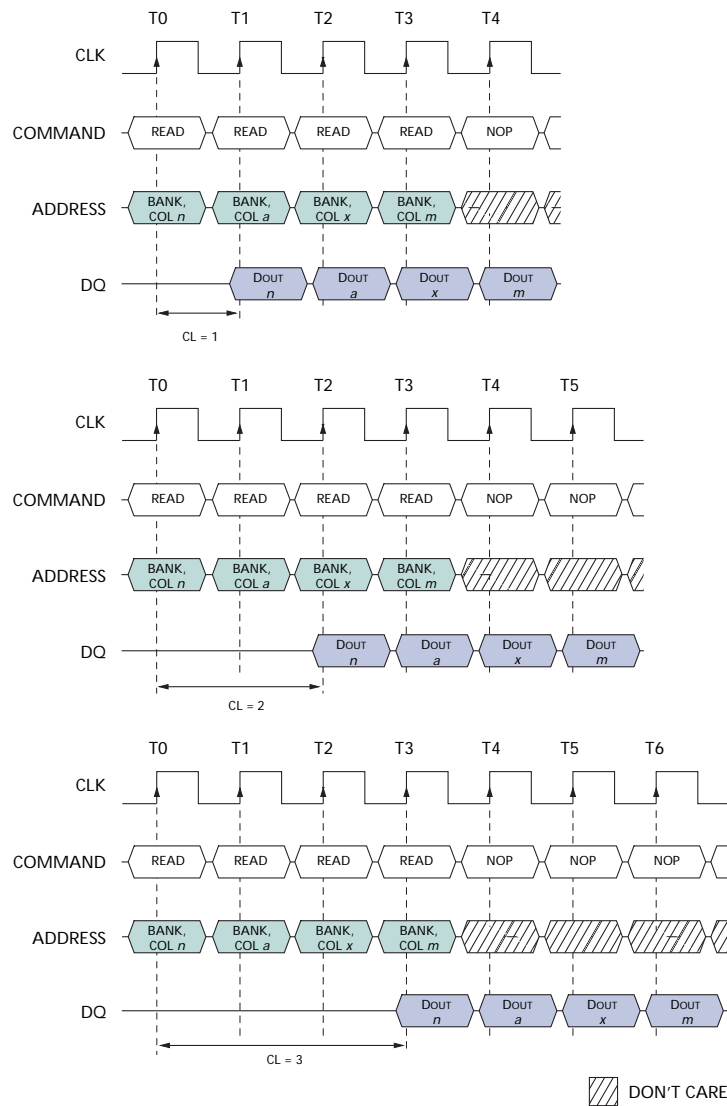 T0 T1 T2 T3 T4
CLK
COMMAND READ READ READ READ NOP
ADDRESS BANK, COL n BANK, COL a BANK, COL x BANK, COL m
DQ DOUT n DOUT a DOUT x DOUT m
CL = 1
T0 T1 T2 T3 T4 T5
CLK
COMMAND READ READ READ READ NOP NOP
ADDRESS BANK, COL n BANK, COL a BANK, COL x BANK, COL m
DQ DOUT n DOUT a DOUT x DOUT m
CL = 2
T0 T1 T2 T3 T4 T5 T6
CLK
COMMAND READ READ READ READ NOP NOP NOP
ADDRESS BANK, COL n BANK, COL a BANK, COL x BANK, COL m
DQ DOUT n DOUT a DOUT x DOUT m
CL = 3
DON'T CARE